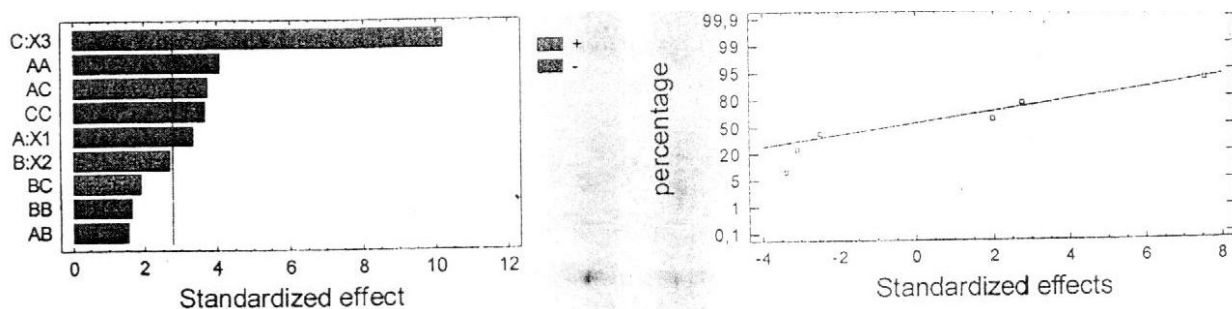 C:X3
AA
AC
CC
A:X1
B:X2
BC
BB
AB
0 2 4 6 8 10 12
Standardized effect
+
-
percentage
99,9
99
95
80
50
20
5
1
0,1
-4 -2 0 2 4 6 8
Standardized effects